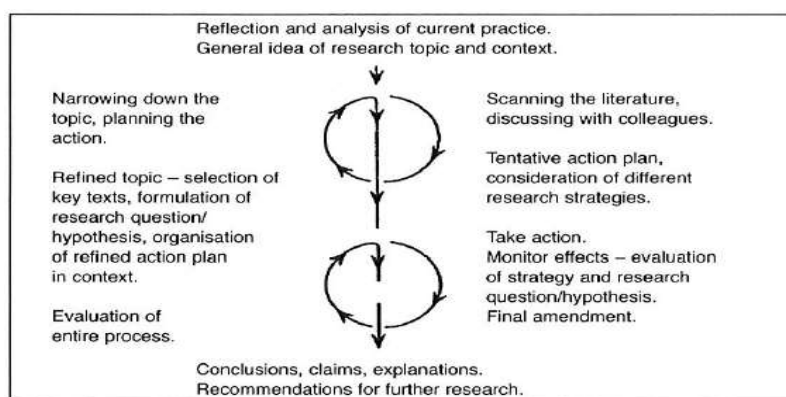 Reflection and analysis of current practice.
General idea of research topic and context.
Narrowing down the
topic, planning the
action.
Scanning the literature,
discussing with colleagues.
Refined topic – selection of
key texts, formulation of
research question/
hypothesis, organisation
of refined action plan
in context.
Tentative action plan,
consideration of different
research strategies.
Take action.
Monitor effects – evaluation
of strategy and research
question/hypothesis.
Final amendment.
Evaluation of
entire process.
Conclusions, claims, explanations.
Recommendations for further research.